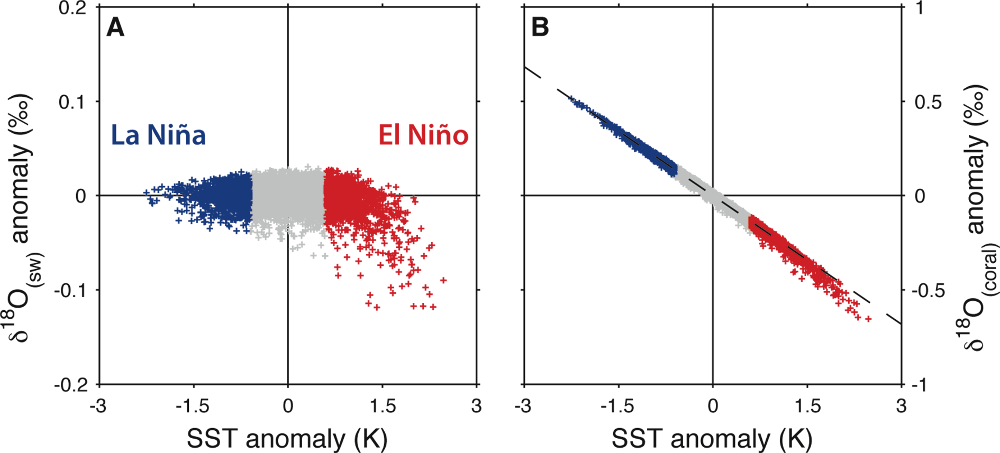 A
B
La Niña
El Niño
0.2
0.1
0
-0.1
-0.2
-3
-1.5
0
1.5
3
SST anomaly (K)
δ18O(sw) anomaly (‰)
1
0.5
0
-0.5
-1
-3
-1.5
0
1.5
3
SST anomaly (K)
δ18O(coral) anomaly (‰)